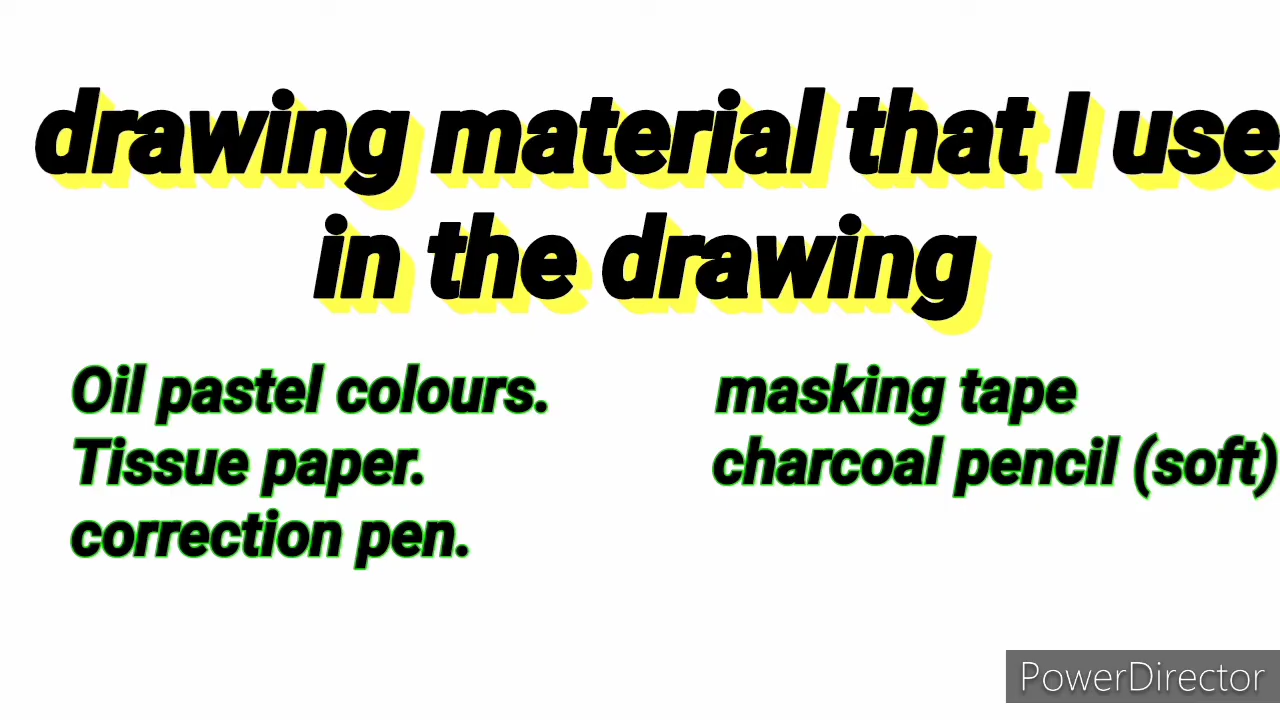 drawing material that I use
in the drawing
Oil pastel colours.
Tissue paper.
correction pen.
masking tape
charcoal pencil (soft)
PowerDirector